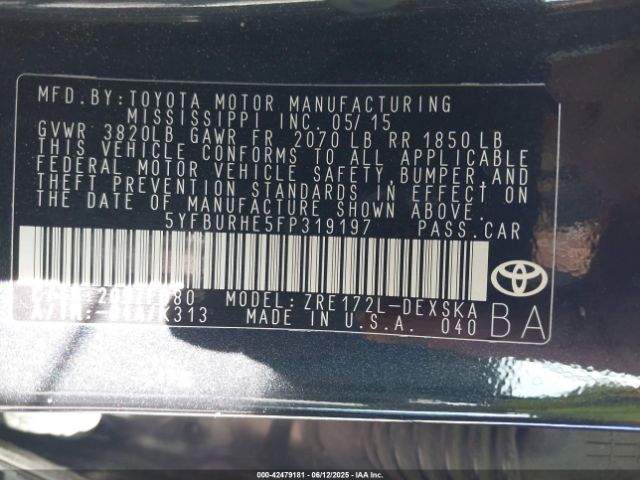 MFD.BY:TOYOTA MOTOR MANUFACTURING
MISSISSIPPI INC. 05/15
GVWR 3820LB GAWR FR 2070 LB RR 1850LB
THIS VEHICLE CONFORMS TO ALL APPLICABLE
FEDERAL MOTOR VEHICLE SAFETY, BUMPER, AND
THEFT PREVENTION STANDARDS IN EFFECT ON
THE DATE OF MANUFACTURE SHOWN ABOVE.
5YFBURHE5FP319197 PASS.CAR
MODEL: ZRE172L-DEXSKA
MADE IN U.S.A. 040
BA
000-42479181 - 06/12/2025 - IAA Inc.